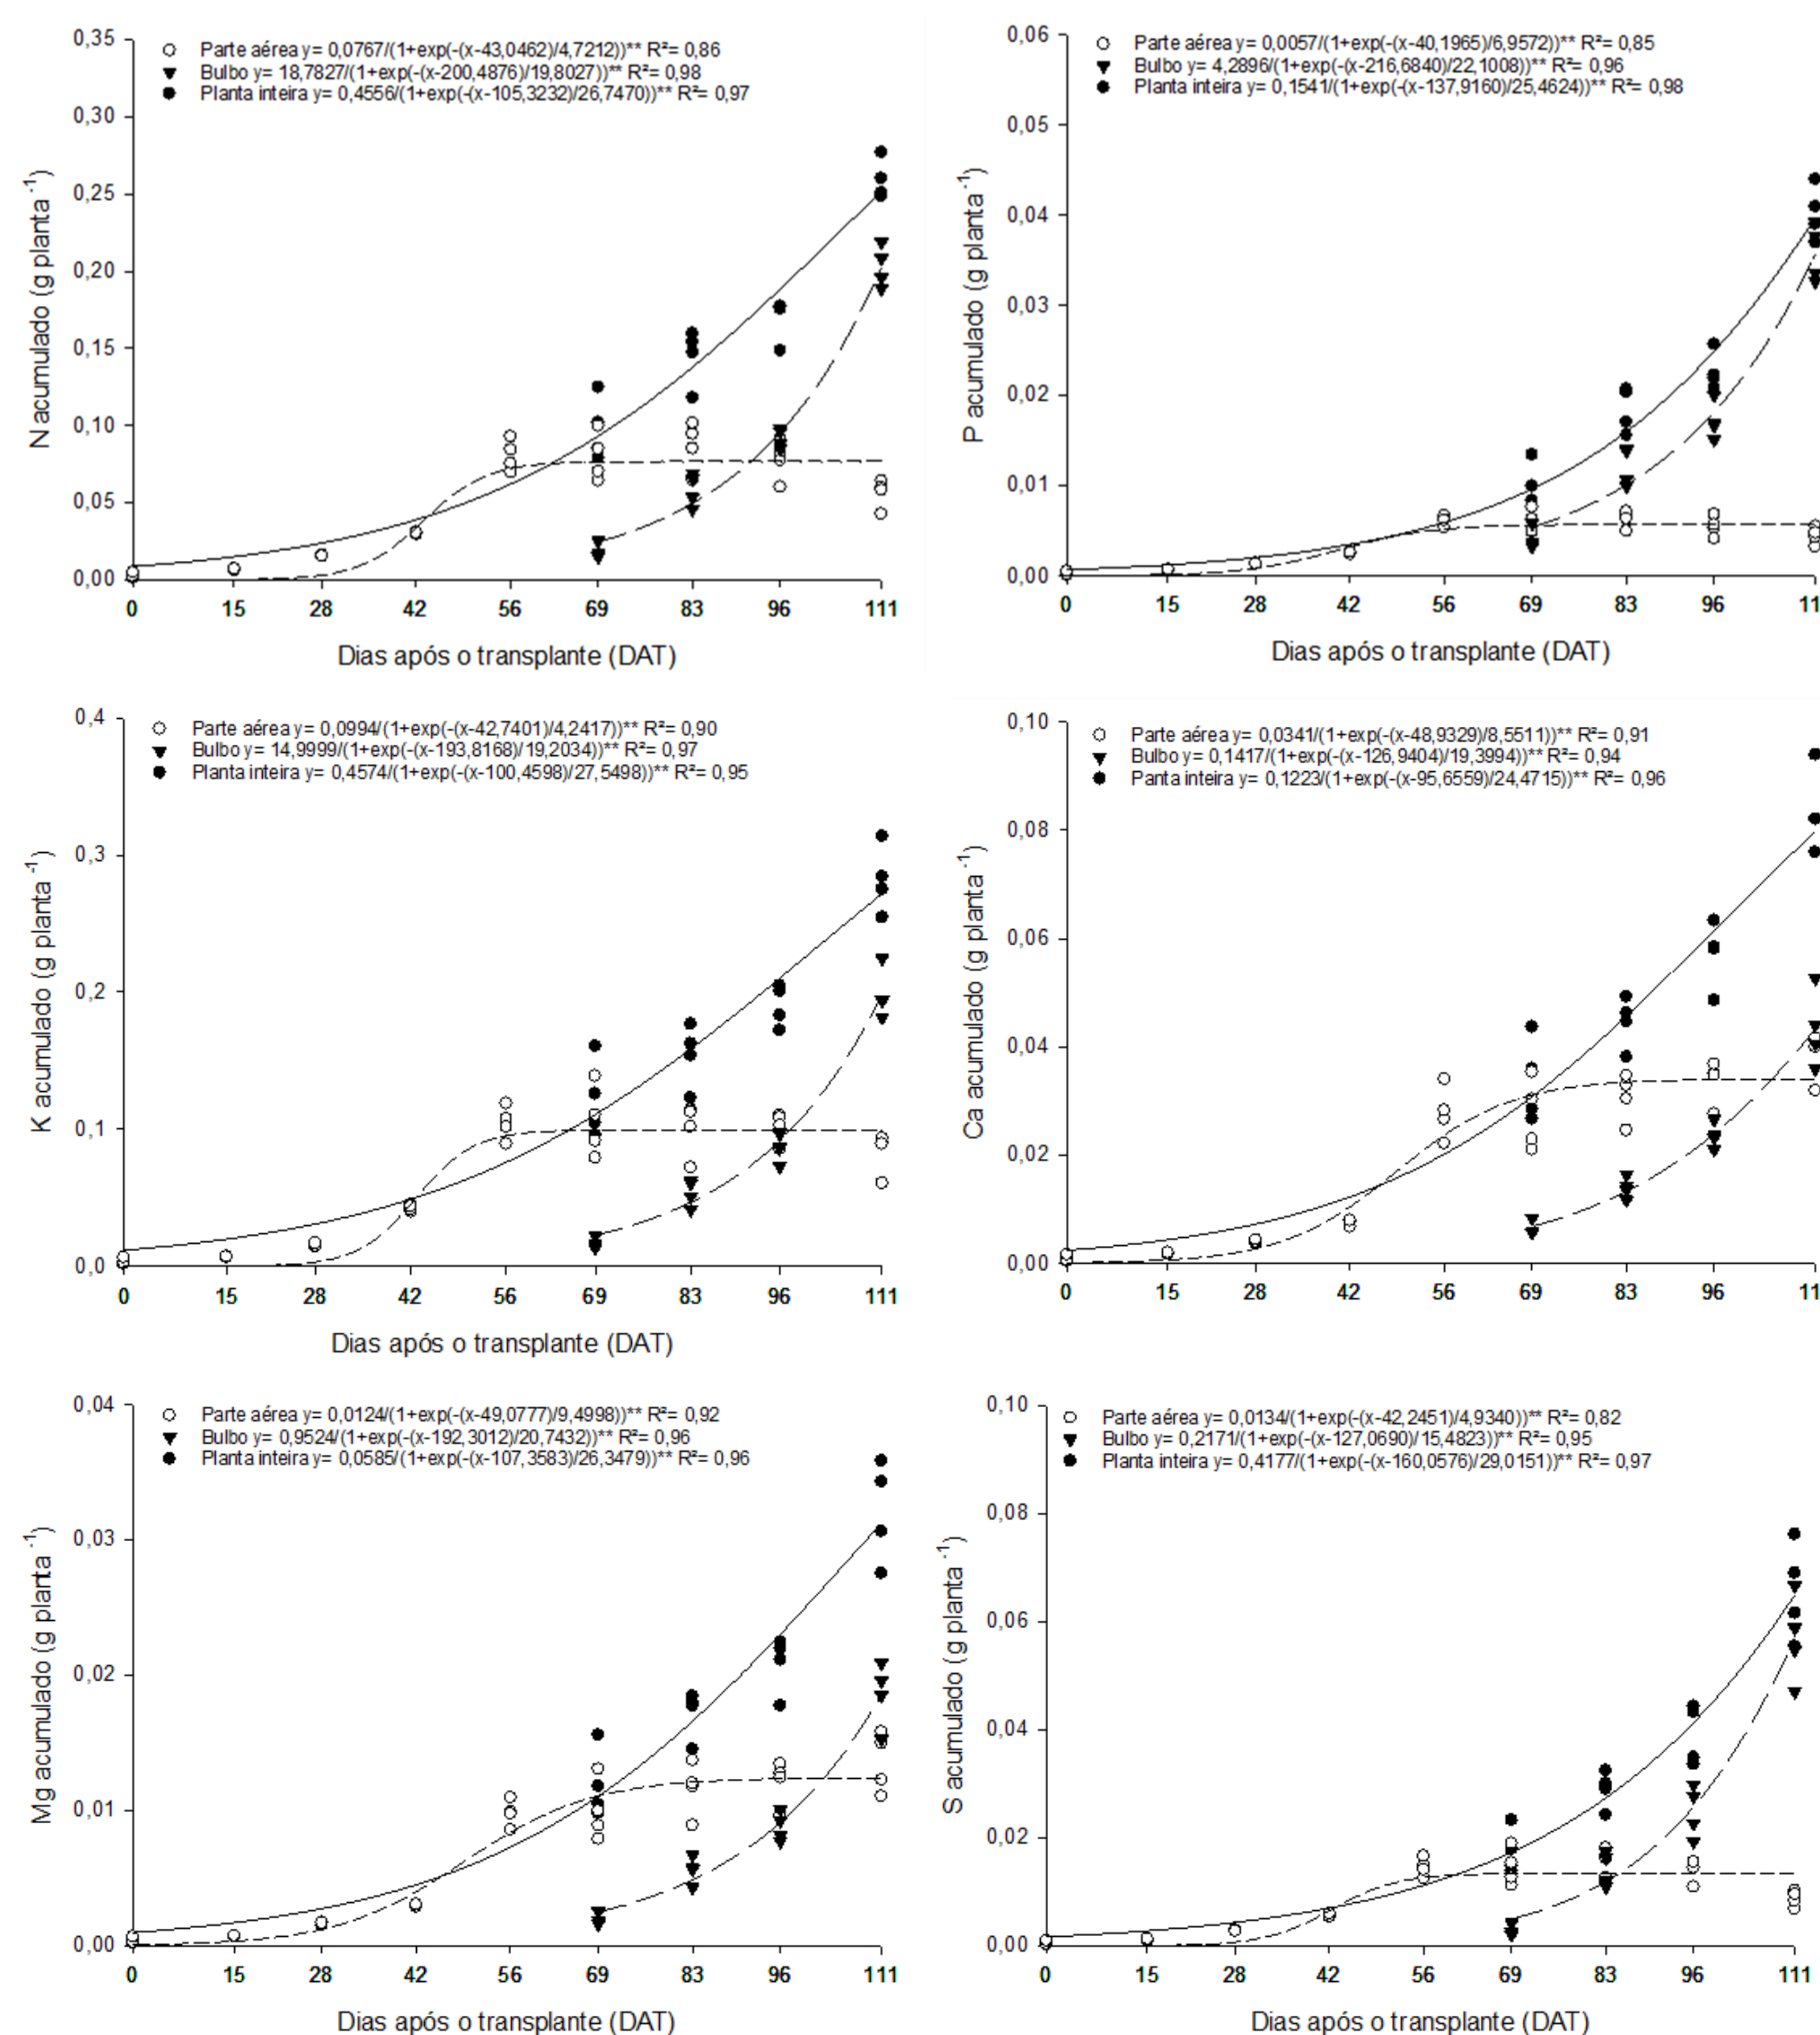 0,35
Parte aérea y= 0,0767/(1+exp(-(x-43,0462)/4,7212))** R²= 0,86
Bulbo y= 18,7827/(1+exp(-(x-200,4876)/19,8027))** R²= 0,98
Planta inteira y= 0,4556/(1+exp(-(x-105,3232)/26,7470))** R²= 0,97
0,30
0,25
0,20
0,15
0,10
0,05
0,00
N acumulado (g planta -1)
0 15 28 42 56 69 83 96 111
Dias após o transplante (DAT)
0,06
Parte aérea y= 0,0057/(1+exp(-(x-40,1965)/6,9572))** R²= 0,85
Bulbo y= 4,2896/(1+exp(-(x-216,6840)/22,1008))** R²= 0,96
Planta inteira y= 0,1541/(1+exp(-(x-137,9160)/25,4624))** R²= 0,98
0,05
0,04
0,03
0,02
0,01
0,00
P acumulado (g planta -1)
0 15 28 42 56 69 83 96 111
Dias após o transplante (DAT)
0,4
Parte aérea y= 0,0994/(1+exp(-(x-42,7401)/4,2417))** R²= 0,90
Bulbo y= 14,9999/(1+exp(-(x-193,8168)/19,2034))** R²= 0,97
Planta inteira y= 0,4574/(1+exp(-(x-100,4598)/27,5498))** R²= 0,95
0,3
0,2
0,1
0,0
K acumulado (g planta -1)
0 15 28 42 56 69 83 96 111
Dias após o transplante (DAT)
0,10
Parte aérea y= 0,0341/(1+exp(-(x-48,9329)/8,5511))** R²= 0,91
Bulbo y= 0,1417/(1+exp(-(x-126,9404)/19,3994))** R²= 0,94
Panta inteira y= 0,1223/(1+exp(-(x-95,6559)/24,4715))** R²= 0,96
0,08
0,06
0,04
0,02
0,00
Ca acumulado (g planta -1)
0 15 28 42 56 69 83 96 11
0,04
Parte aérea y= 0,0124/(1+exp(-(x-49,0777)/9,4998))** R²= 0,92
Bulbo y= 0,9524/(1+exp(-(x-192,3012)/20,7432))** R²= 0,96
Planta inteira y= 0,0585/(1+exp(-(x-107,3583)/26,3479))** R²= 0,96
0,03
0,02
0,01
0,00
Mg acumulado (g planta -1)
0 15 28 42 56 69 83 96 111
Dias após o transplante (DAT)
0,10
Parte aérea y= 0,0134/(1+exp(-(x-42,2451)/4,9340))** R²= 0,82
Bulbo y= 0,2171/(1+exp(-(x-127,0690)/15,4823))** R²= 0,95
Planta inteira y= 0,4177/(1+exp(-(x-160,0576)/29,0151))** R²= 0,97
0,08
0,06
0,04
0,02
0,00
S acumulado (g planta -1)
0 15 28 42 56 69 83 96 111
Dias após o transplante (DAT)